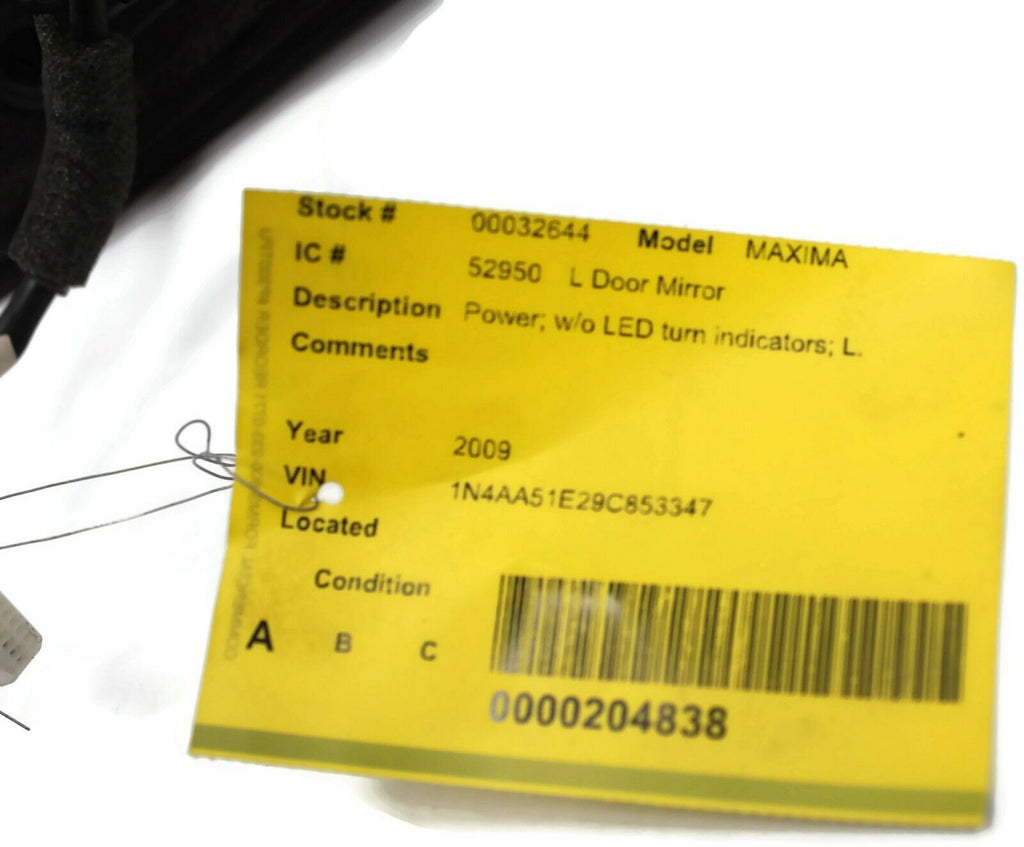 Stock # 00032644 Model MAXIMA
IC # 52950 L Door Mirror
Description Power; w/o LED turn indicators; L.
Comments
Year 2009
VIN 1N4AA51E29C853347
Located
Condition
A B C
0000204838